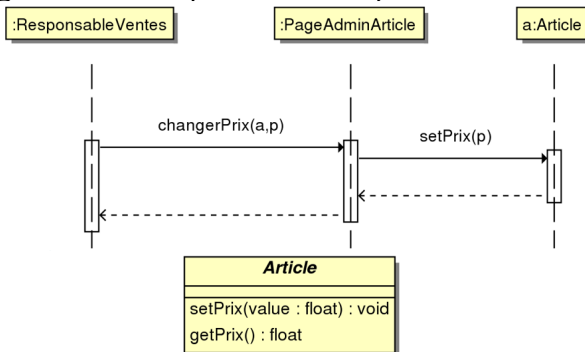 :ResponsableVentes :PageAdminArticle a:Article
changerPrix(a,p)
setPrix(p)
Article
setPrix(value : float) : void
getPrix() : float